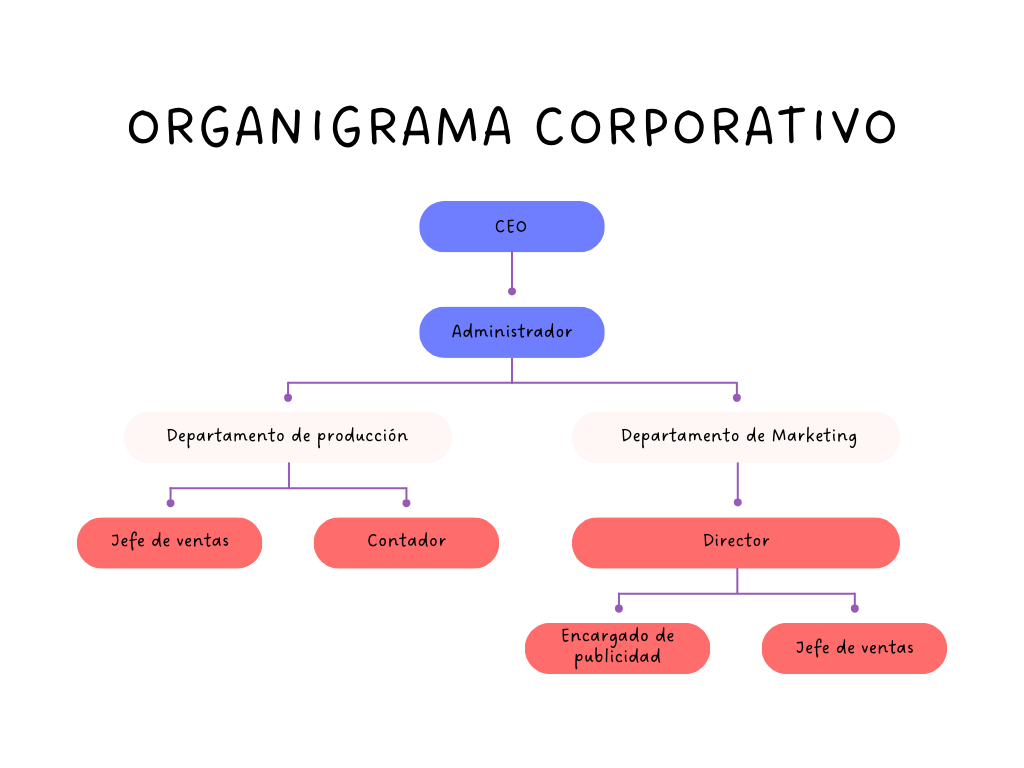 ORGANIGRAMA CORPORATIVO
CEO
Administrador
Departamento de producción
Departamento de Marketing
Jefe de ventas
Contador
Director
Encargado de
publicidad
Jefe de ventas